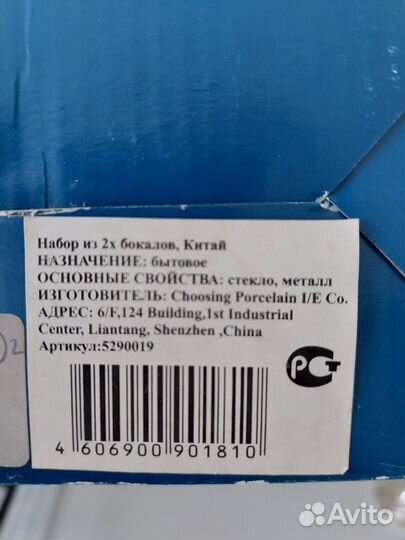 Набор из 2х бокалов, Китай
НАЗНАЧЕНИЕ: бытовое
ОСНОВНЫЕ СВОЙСТВА: стекло, металл
ИЗГОТОВИТЕЛЬ: Choosing Porcelain I/E Co.
АДРЕС: 6/F,124 Building,1st Industrial
Center, Liantang, Shenzhen ,China
Артикул:5290019
РСТ
2
4 606900 901810
Avito